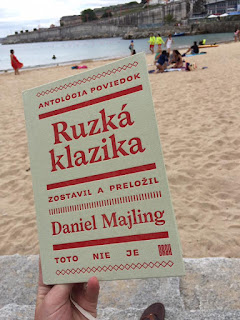 ANTOLÓGIA POVIEDOK
Ruzká
klazika
ZOSTAVIL A PRELOŽIL
Daniel Majling
TOTO NIE JE